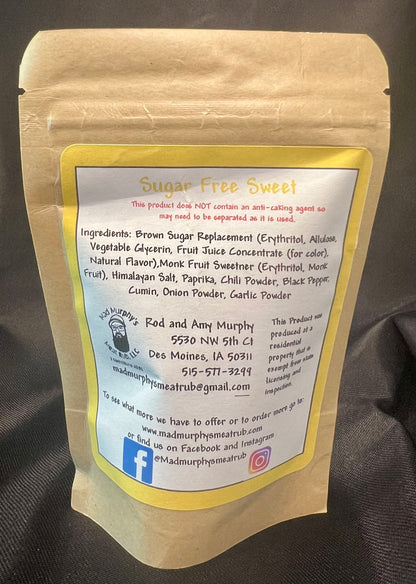 Sugar Free Sweet
This product does NOT contain an anti-caking agent so
may need to be separated as it is used.
Ingredients: Brown Sugar Replacement (Erythritol, Allulose,
Vegetable Glycerin, Fruit Juice Concentrate (for color),
Natural Flavor),Monk Fruit Sweetner (Erythritol, Monk
Fruit), Himalayan Salt, Paprika, Chili Powder, Black Pepper,
Cumin, Onion Powder, Garlic Powder
Mad Murphy's
Meat Rub, LLC
Rod and Amy Murphy
5530 NW 5th Ct
Des Moines, IA 50311
515-577-3299
madmurphysmeatrub@gmail.com
This Product was
produced at a
residential
property that is
exempt from state
licensing and
inspection.
To see what more we have to offer or to order more go to:
www.madmurphysmeatrub.com
or find us on Facebook and Instagram
@Madmurphysmeatrub